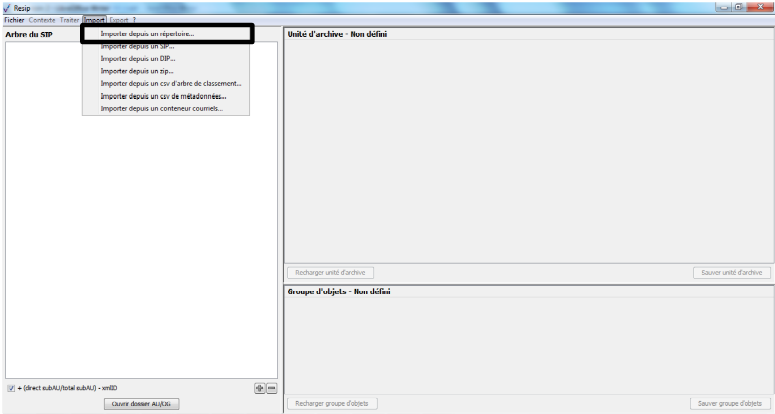 Resip
Fichier Contexte Traiter Import Export ?
Arbre du SIP
Importer depuis un répertoire...
Importer depuis un SIP...
Importer depuis un DIP...
Importer depuis un zip...
Importer depuis un csv d'arbre de classement...
Importer depuis un csv de métadonnées...
Importer depuis un conteneur courriels...
+ (direct subAU/total subAU) - xmlID
Ouvrir dossier AU/OG
Unité d'archive - Non défini
Recharger unité d'archive
Sauver unité d'archive
Groupe d'objets - Non défini
Recharger groupe d'objets
Sauver groupe d'objets